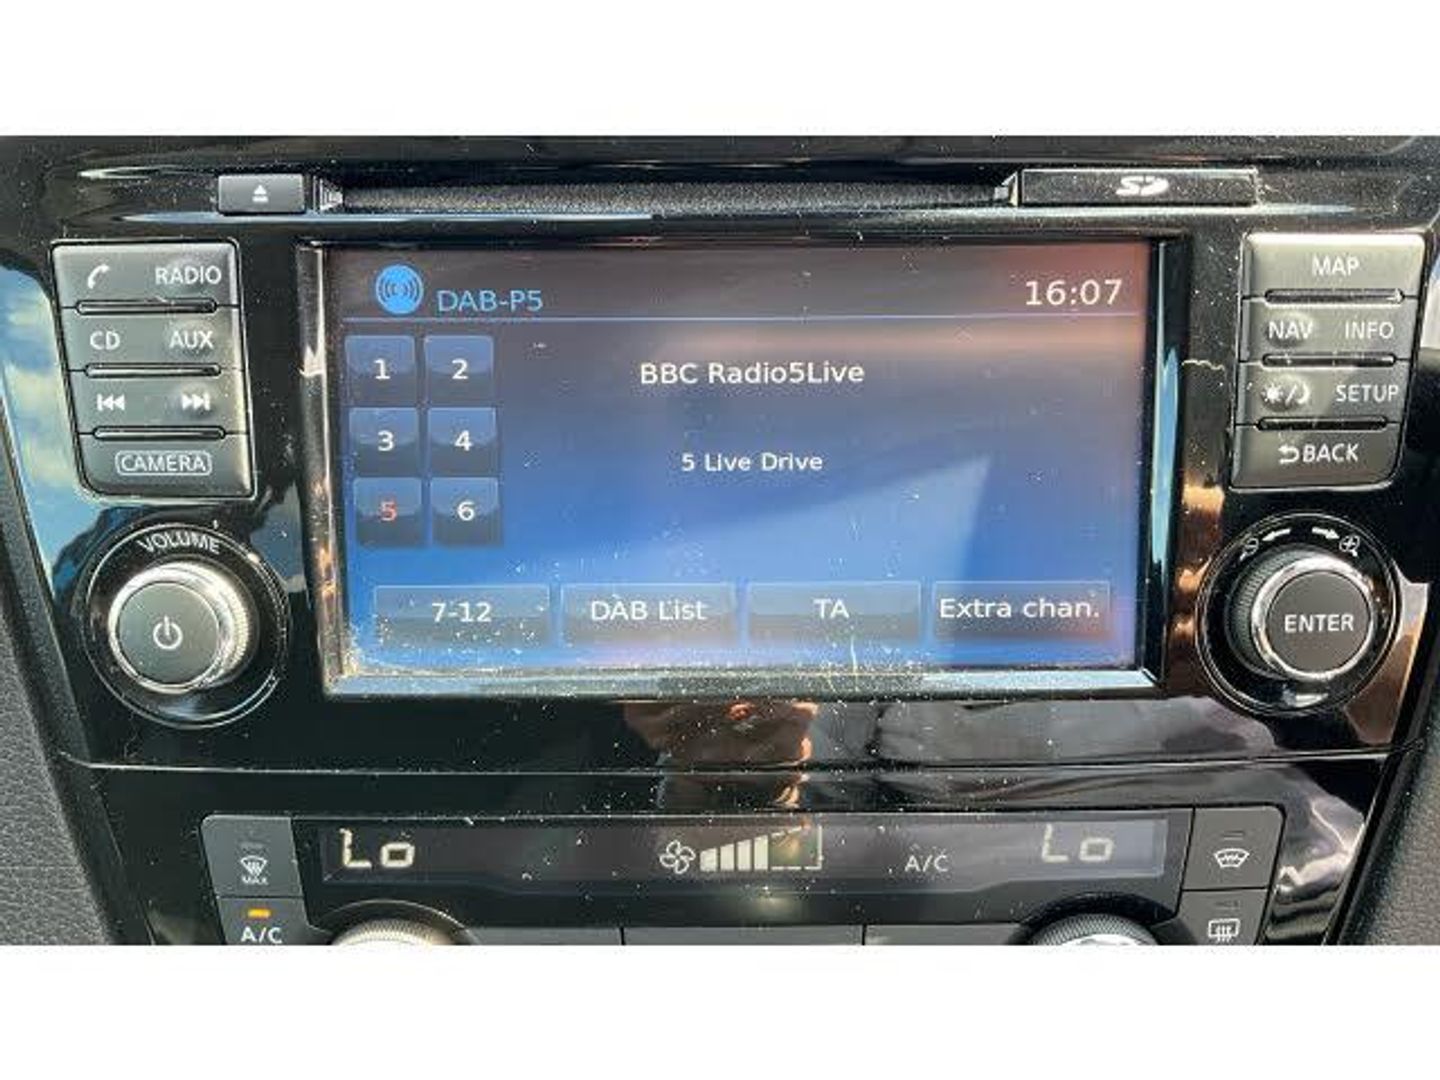 SD
RADIO
MAP
DAB-P5
16:07
CD AUX
NAV INFO
1 2
BBC Radio5Live
3 4
SETUP
CAMERA
5 Live Drive
BACK
5 6
VOLUME
7-12 DAB List TA Extra chan.
ENTER
Lo
A/C
Lo
MAX
A/C